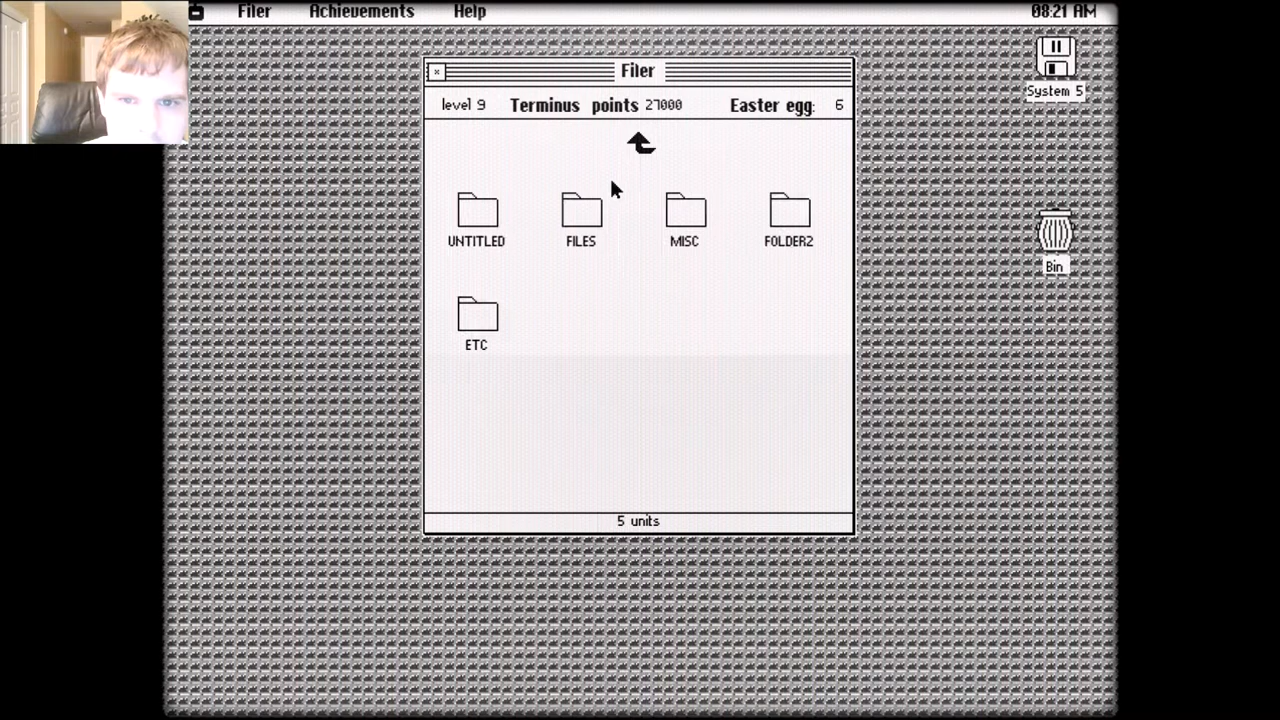 Filer Achievements Help 08:21 AM
System 5
Filer
level 9 Terminus points 27000 Easter egg: 6
UNTITLED FILES MISC FOLDER2
Bin
ETC
5 units